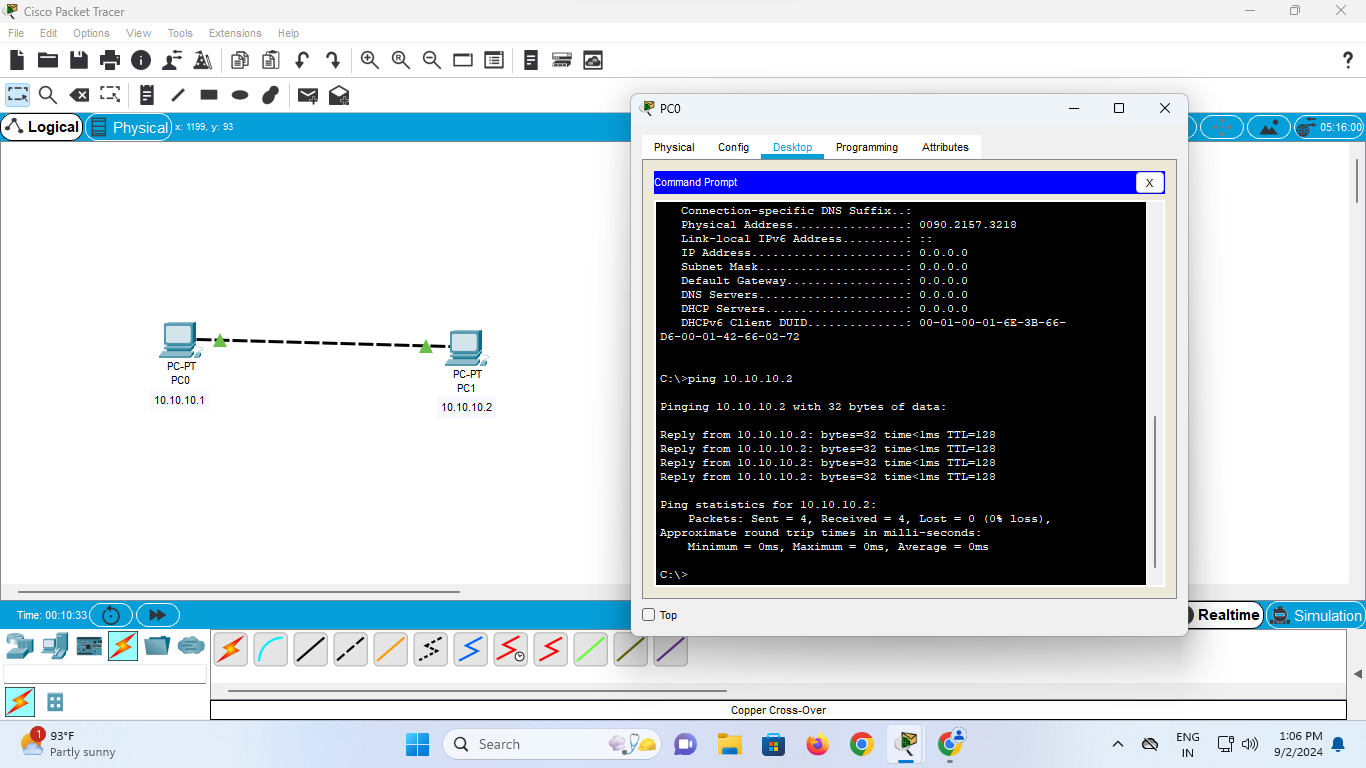 Cisco Packet Tracer
File Edit Options View Tools Extensions Help
Logical Physical x: 1199, y: 93
05:16:00
PC-PT
PC0
10.10.10.1
PC-PT
PC1
10.10.10.2
PC0
Physical Config Desktop Programming Attributes
Command Prompt
X
Connection-specific DNS Suffix..:
Physical Address................: 0090.2157.3218
Link-local IPv6 Address.........: ::
IP Address......................: 0.0.0.0
Subnet Mask.....................: 0.0.0.0
Default Gateway.................: 0.0.0.0
DNS Servers.....................: 0.0.0.0
DHCP Servers....................: 0.0.0.0
DHCPv6 Client DUID..............: 00-01-00-01-6E-3B-66-
D6-00-01-42-66-02-72
C:\>ping 10.10.10.2
Pinging 10.10.10.2 with 32 bytes of data:
Reply from 10.10.10.2: bytes=32 time<1ms TTL=128
Reply from 10.10.10.2: bytes=32 time<1ms TTL=128
Reply from 10.10.10.2: bytes=32 time<1ms TTL=128
Reply from 10.10.10.2: bytes=32 time<1ms TTL=128
Ping statistics for 10.10.10.2:
Packets: Sent = 4, Received = 4, Lost = 0 (0% loss),
Approximate round trip times in milli-seconds:
Minimum = 0ms, Maximum = 0ms, Average = 0ms
C:\>
Top
Time: 00:10:33
Realtime Simulation
Copper Cross-Over
1
93°F
Partly sunny
Search
ENG
IN
1:06 PM
9/2/2024